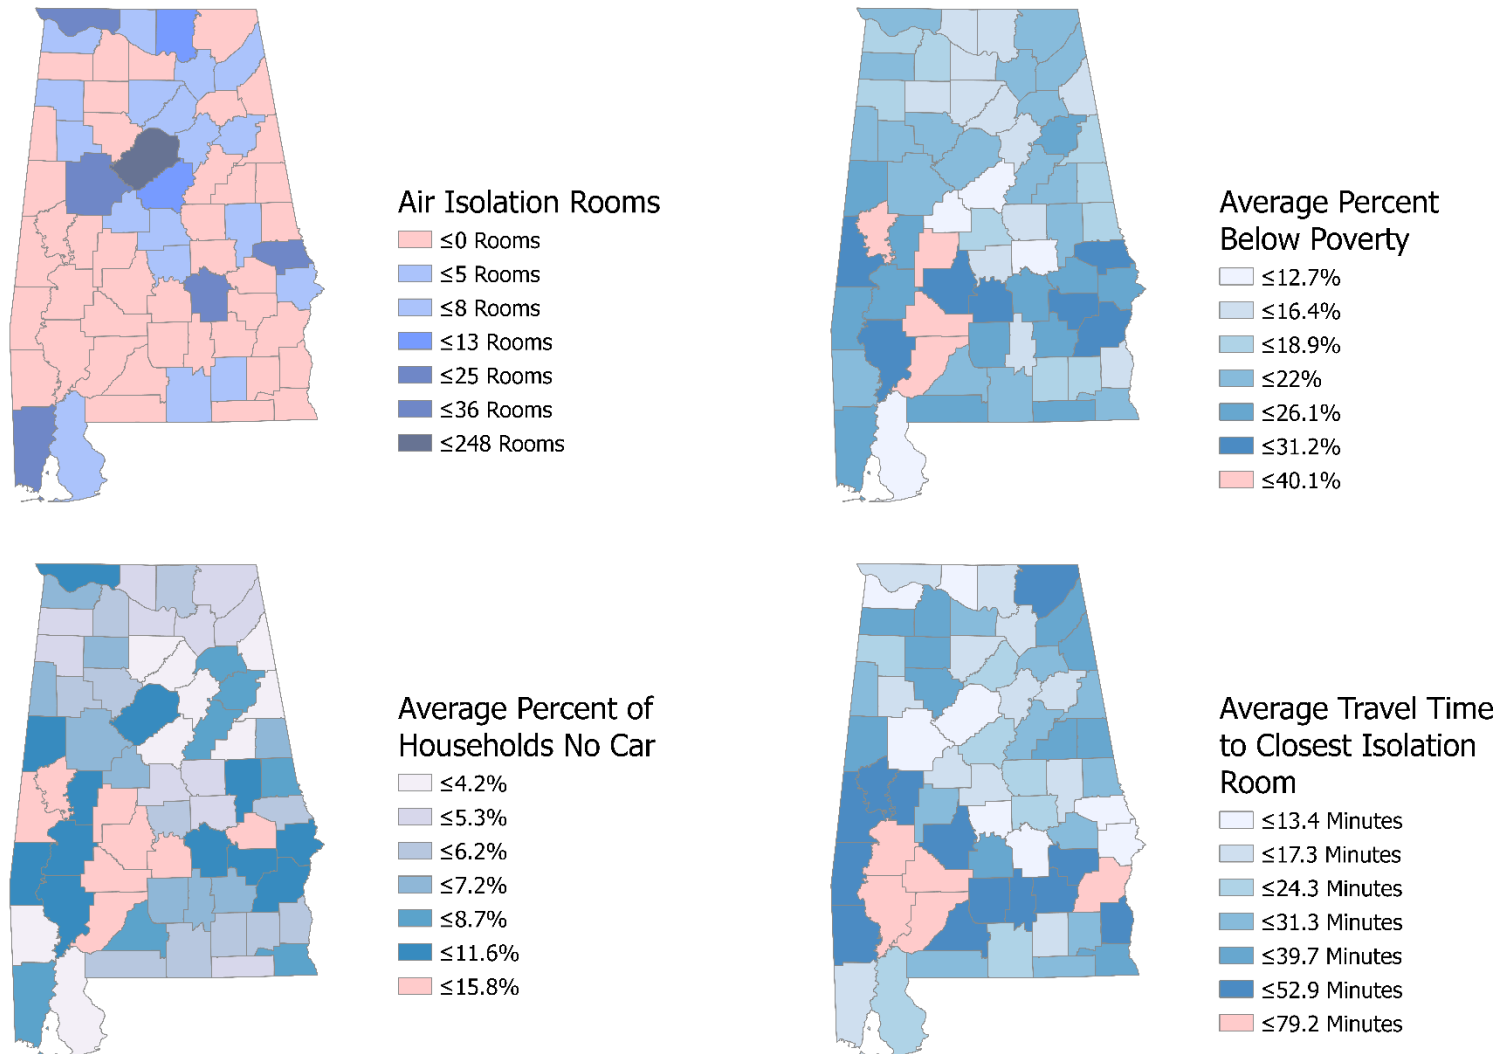 Air Isolation Rooms
≤0 Rooms
≤5 Rooms
≤8 Rooms
≤13 Rooms
≤25 Rooms
≤36 Rooms
≤248 Rooms
Average Percent
Below Poverty
≤12.7%
≤16.4%
≤18.9%
≤22%
≤26.1%
≤31.2%
≤40.1%
Average Percent of
Households No Car
≤4.2%
≤5.3%
≤6.2%
≤7.2%
≤8.7%
≤11.6%
≤15.8%
Average Travel Time
to Closest Isolation
Room
≤13.4 Minutes
≤17.3 Minutes
≤24.3 Minutes
≤31.3 Minutes
≤39.7 Minutes
≤52.9 Minutes
≤79.2 Minutes